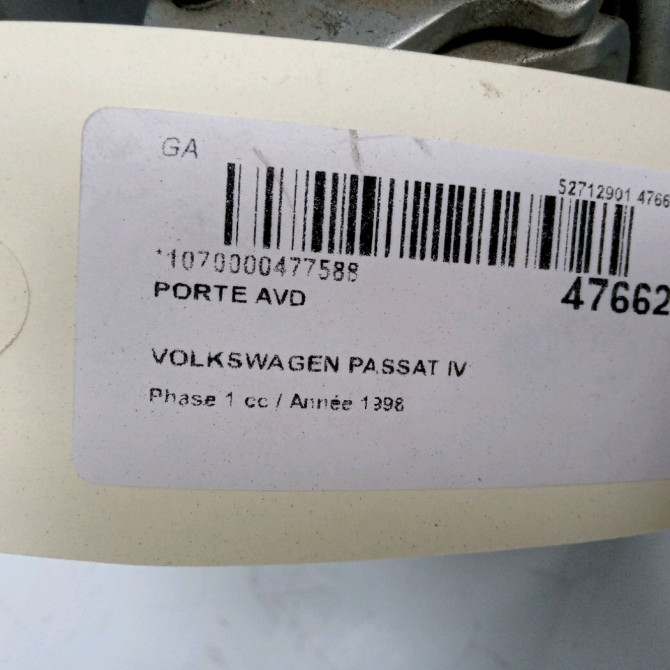 GA
52712901 4766
*1070000477588
PORTE AVD
47662
VOLKSWAGEN PASSAT IV
Phase 1 cc / Année 1998